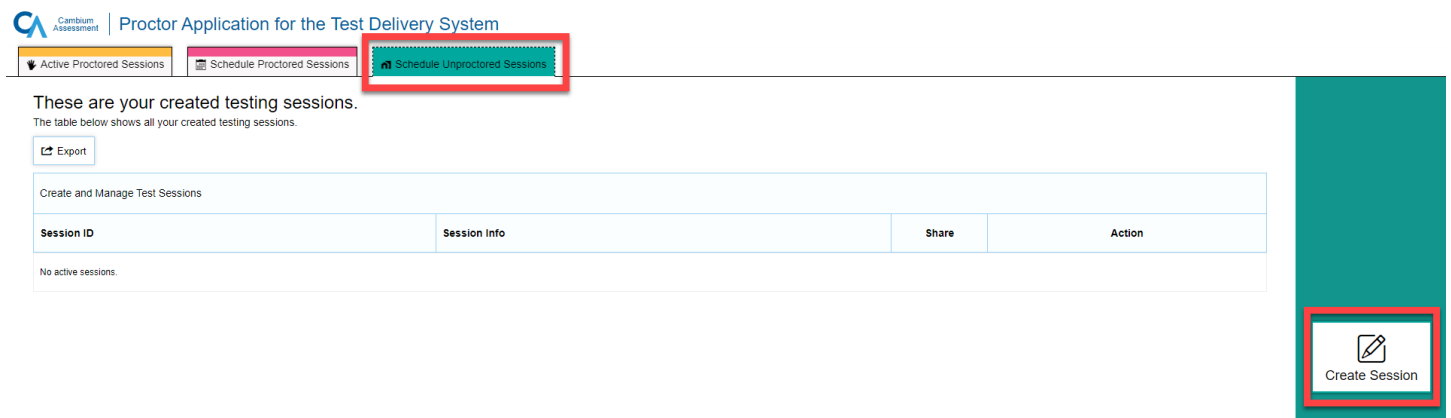 CA Cambium Assessment Proctor Application for the Test Delivery System
Active Proctored Sessions Schedule Proctored Sessions Schedule Unproctored Sessions
These are your created testing sessions.
The table below shows all your created testing sessions.
Export
Create and Manage Test Sessions
Session ID Session Info Share Action
No active sessions.
Create Session